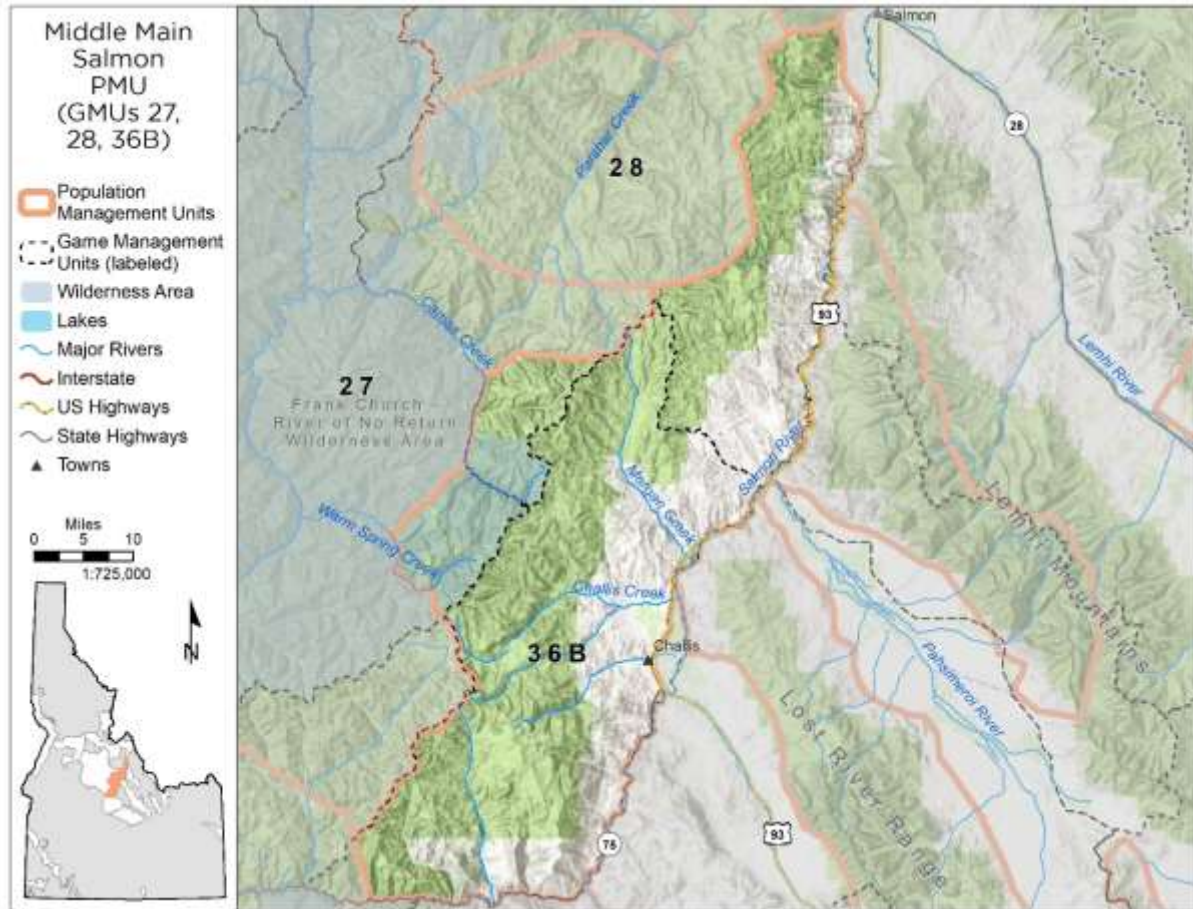 Middle Main
Salmon
PMU
(GMUs 27,
28, 36B)
Population
Management Units
Game Management
Units (labeled)
Wilderness Area
Lakes
Major Rivers
Interstate
US Highways
State Highways
Towns
Miles
0 5 10
1:725,000
N
Salmon
28
Panther Creek
28
93
Camas Creek
Lemhi River
27
Frank Church -
River of No Return
Wilderness Area
Salmon River
Morgan Creek
Lemhi Mountains
Warm Spring Creek
Challis Creek
36B
Challis
Pahsimeroi River
Lost River Range
75
93